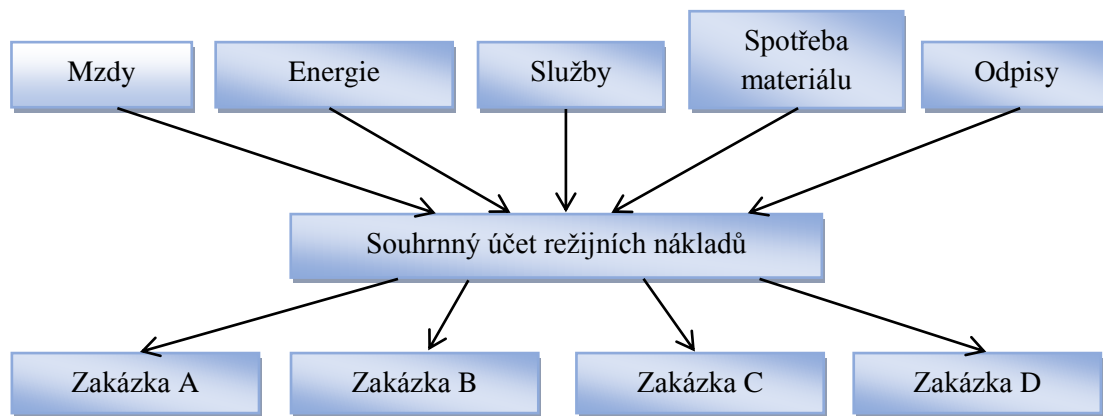 Mzdy
Energie
Služby
Spotřeba
materiálu
Odpisy
Souhrnný účet režijních nákladů
Zakázka A
Zakázka B
Zakázka C
Zakázka D